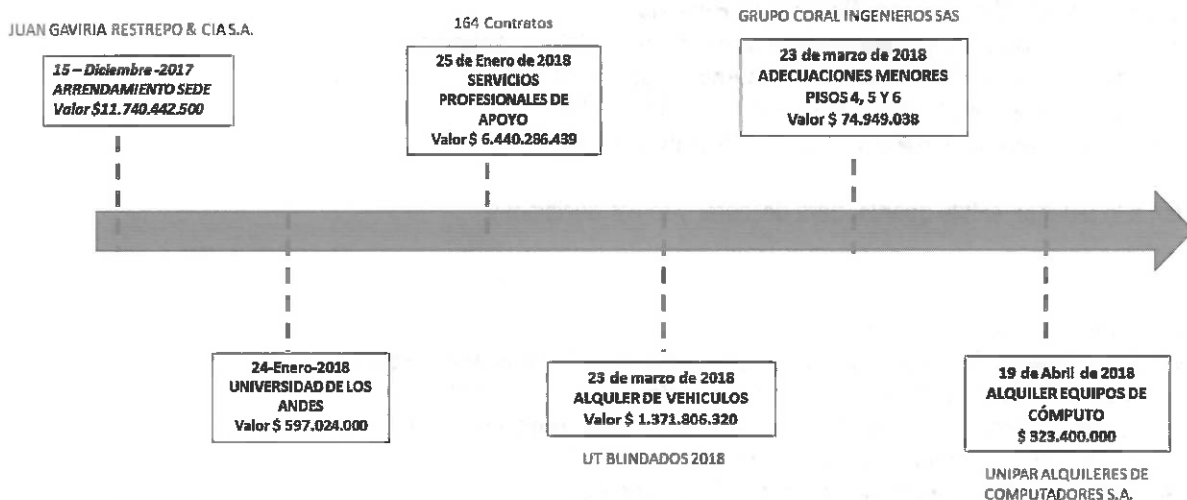 JUAN GAVIRIA RESTREPO & CIA S.A.
15 – Diciembre -2017
ARRENDAMIENTO SEDE
Valor $11.740.442.500
164 Contratos
25 de Enero de 2018
SERVICIOS
PROFESIONALES DE
APOYO
Valor $ 6.440.286.439
GRUPO CORAL INGENIEROS SAS
23 de marzo de 2018
ADECUACIONES MENORES
PISOS 4, 5 Y 6
Valor $ 74.949.038
24-Enero-2018
UNIVERSIDAD DE LOS
ANDES
Valor $ 597.024.000
23 de marzo de 2018
ALQULER DE VEHICULOS
Valor $ 1.371.806.320
UT BLINDADOS 2018
19 de Abril de 2018
ALQUILER EQUIPOS DE
CÓMPUTO
$ 323.400.000
UNIPAR ALQUILERES DE
COMPUTADORES S.A.